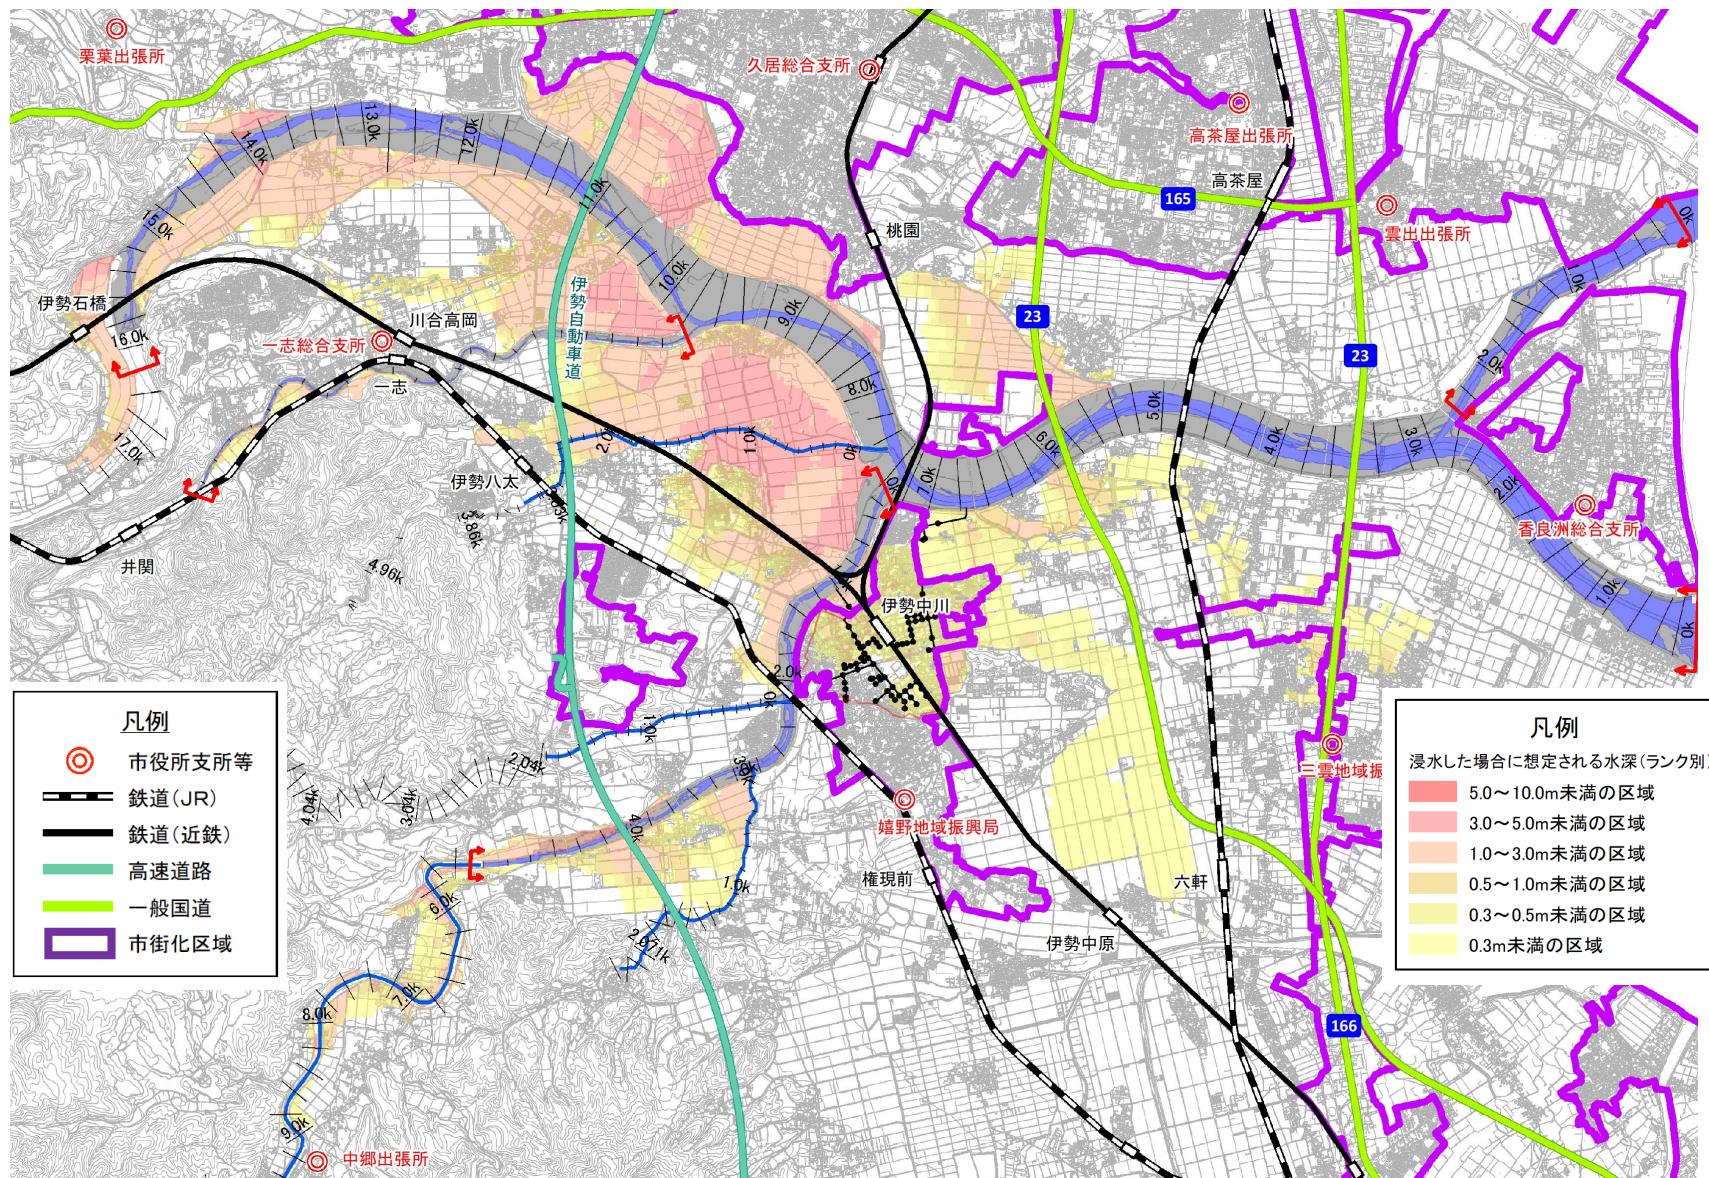 栗葉出張所
久居総合支所
高茶屋出張所
高茶屋
165
雲出出張所
0k
1.0k
13.0k
12.0k
14.0k
11.0k
15.0k
10.0k
桃園
9.0k
伊勢自動車道
伊勢石橋
川合高岡
16.0k
一志総合支所
一志
8.0k
23
23
2.0k
5.0k
6.0k
4.0k
3.0k
17.0k
2.0k
1.0k
0k
0k
1.0k
伊勢八太
3.86k
2.0k
香良洲総合支所
井関
4.96k
1.0k
0k
伊勢中川
2.0k
0k
1.0k
2.04k
3.0k
4.04k
3.04k
4.0k
嬉野地域振興局
三雲地域振
権現前
六軒
1.0k
6.0k
2.071k
伊勢中原
7.0k
8.0k
166
9.0k
中郷出張所
凡例
市役所支所等
鉄道(JR)
鉄道(近鉄)
高速道路
一般国道
市街化区域
凡例
浸水した場合に想定される水深(ランク別)
5.0~10.0m未満の区域
3.0~5.0m未満の区域
1.0~3.0m未満の区域
0.5~1.0m未満の区域
0.3~0.5m未満の区域
0.3m未満の区域